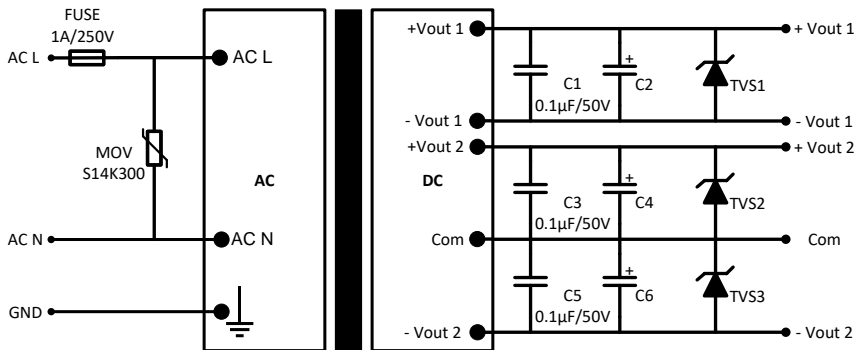 FUSE
1A/250V
AC L
AC L
MOV
S14K300
AC N
AC N
GND
AC
DC
+Vout 1
- Vout 1
+Vout 2
Com
- Vout 2
+
C1
0.1µF/50V
C2
TVS1
+
C3
0.1µF/50V
C4
TVS2
+
C5
0.1µF/50V
C6
TVS3
+ Vout 1
- Vout 1
+ Vout 2
Com
- Vout 2